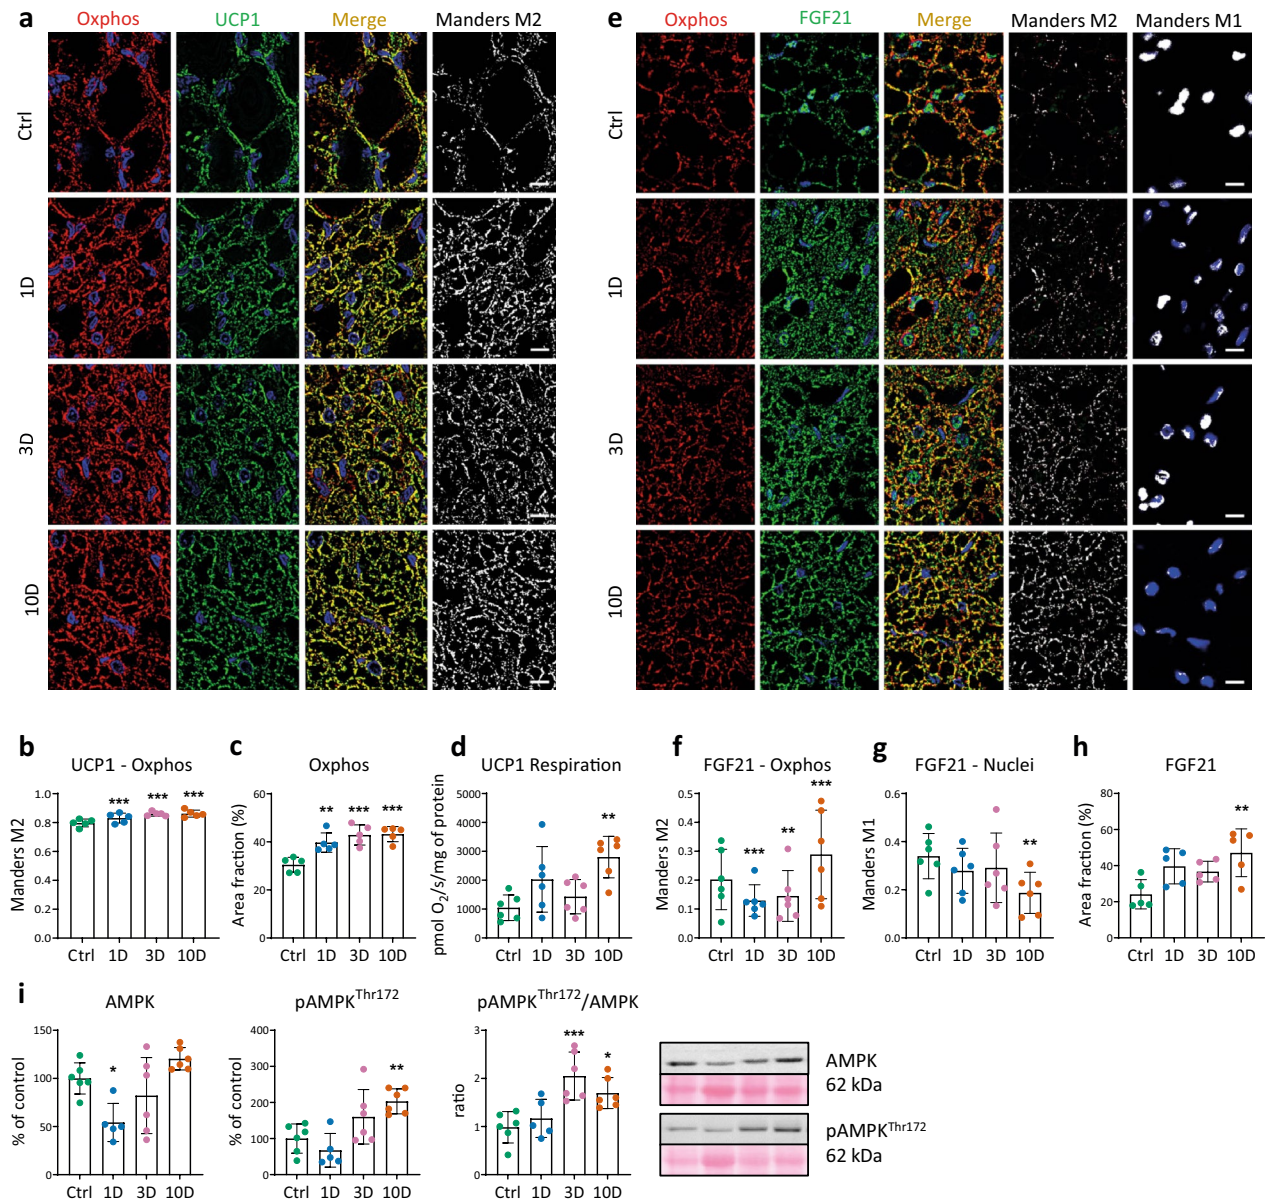 a
Oxphos UCP1 Merge Manders M2
Ctrl
1D
3D
10D
e
Oxphos FGF21 Merge Manders M2 Manders M1
Ctrl
1D
3D
10D
b
UCP1 - Oxphos
Manders M2
1.0
0.8
0.6
0.4
0.2
0.0
*** *** ***
Ctrl 1D 3D 10D
c
Oxphos
Area fraction (%)
60
40
20
0
** *** ***
Ctrl 1D 3D 10D
d
UCP1 Respiration
pmol O2/s/mg of protein
5000
4000
3000
2000
1000
0
**
Ctrl 1D 3D 10D
f
FGF21 - Oxphos
Manders M2
0.5
0.4
0.3
0.2
0.1
0.0
*** ** ***
Ctrl 1D 3D 10D
g
FGF21 - Nuclei
Manders M1
0.6
0.4
0.2
0.0
**
Ctrl 1D 3D 10D
h
FGF21
Area fraction (%)
80
60
40
20
0
**
Ctrl 1D 3D 10D
i
AMPK
% of control
150
100
50
0
*
Ctrl 1D 3D 10D
pAMPKThr172
% of control
400
300
200
100
0
**
Ctrl 1D 3D 10D
pAMPKThr172/AMPK
ratio
3
2
1
0
*** *
Ctrl 1D 3D 10D
AMPK
62 kDa
pAMPKThr172
62 kDa